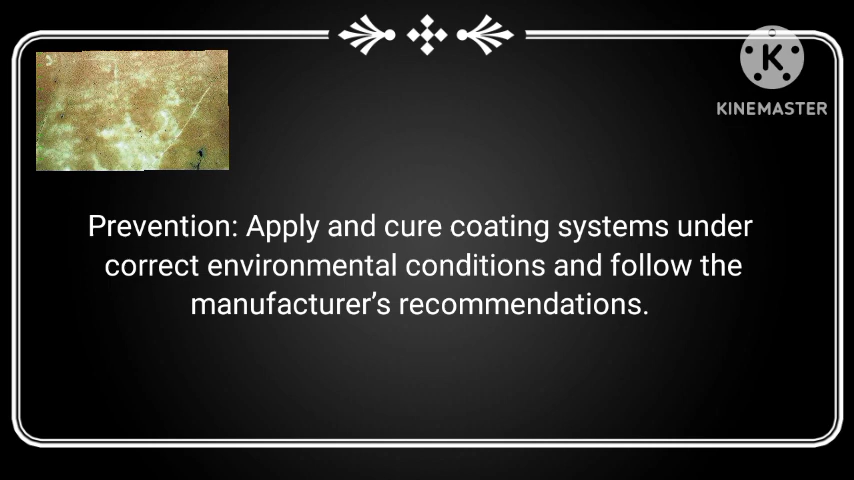 KINEMASTER
Prevention: Apply and cure coating systems under
correct environmental conditions and follow the
manufacturer's recommendations.